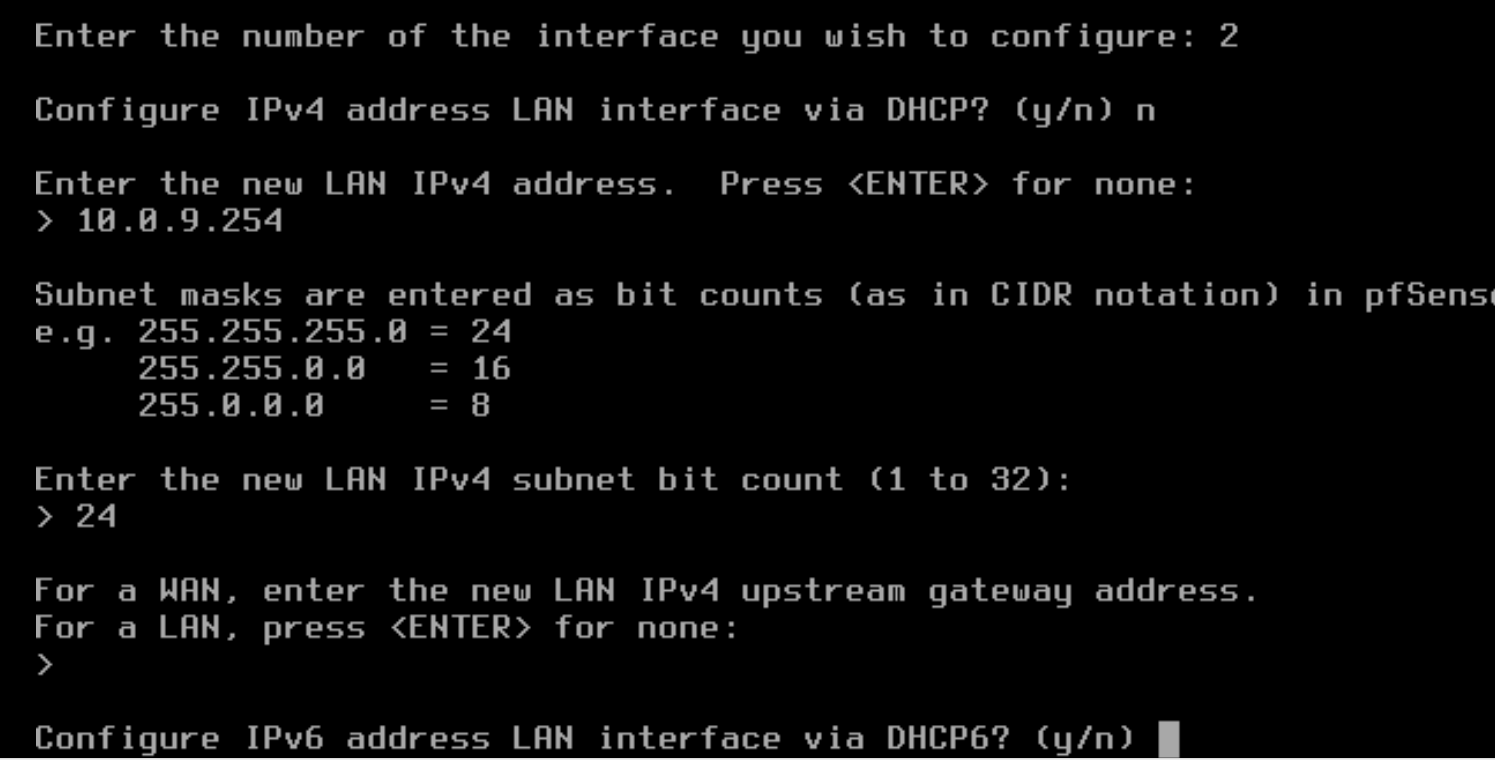 Enter the number of the interface you wish to configure: 2
Configure IPv4 address LAN interface via DHCP? (y/n) n
Enter the new LAN IPv4 address.  Press <ENTER> for none:
> 10.0.9.254
Subnet masks are entered as bit counts (as in CIDR notation) in pfSens
e.g. 255.255.255.0 = 24
     255.255.0.0   = 16
     255.0.0.0     = 8
Enter the new LAN IPv4 subnet bit count (1 to 32):
> 24
For a WAN, enter the new LAN IPv4 upstream gateway address.
For a LAN, press <ENTER> for none:
>
Configure IPv6 address LAN interface via DHCP6? (y/n)